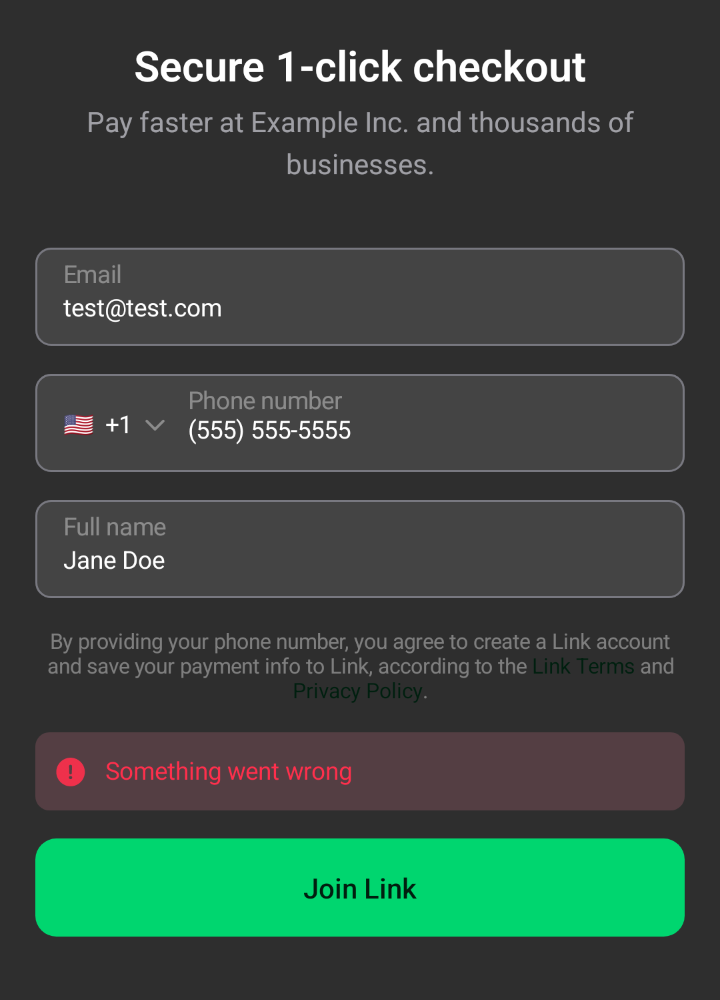 Secure 1-click checkout
Pay faster at Example Inc. and thousands of
businesses.
Email
test@test.com
Phone number
+1 (555) 555-5555
Full name
Jane Doe
By providing your phone number, you agree to create a Link account
and save your payment info to Link, according to the Link Terms and
Privacy Policy.
Something went wrong
Join Link